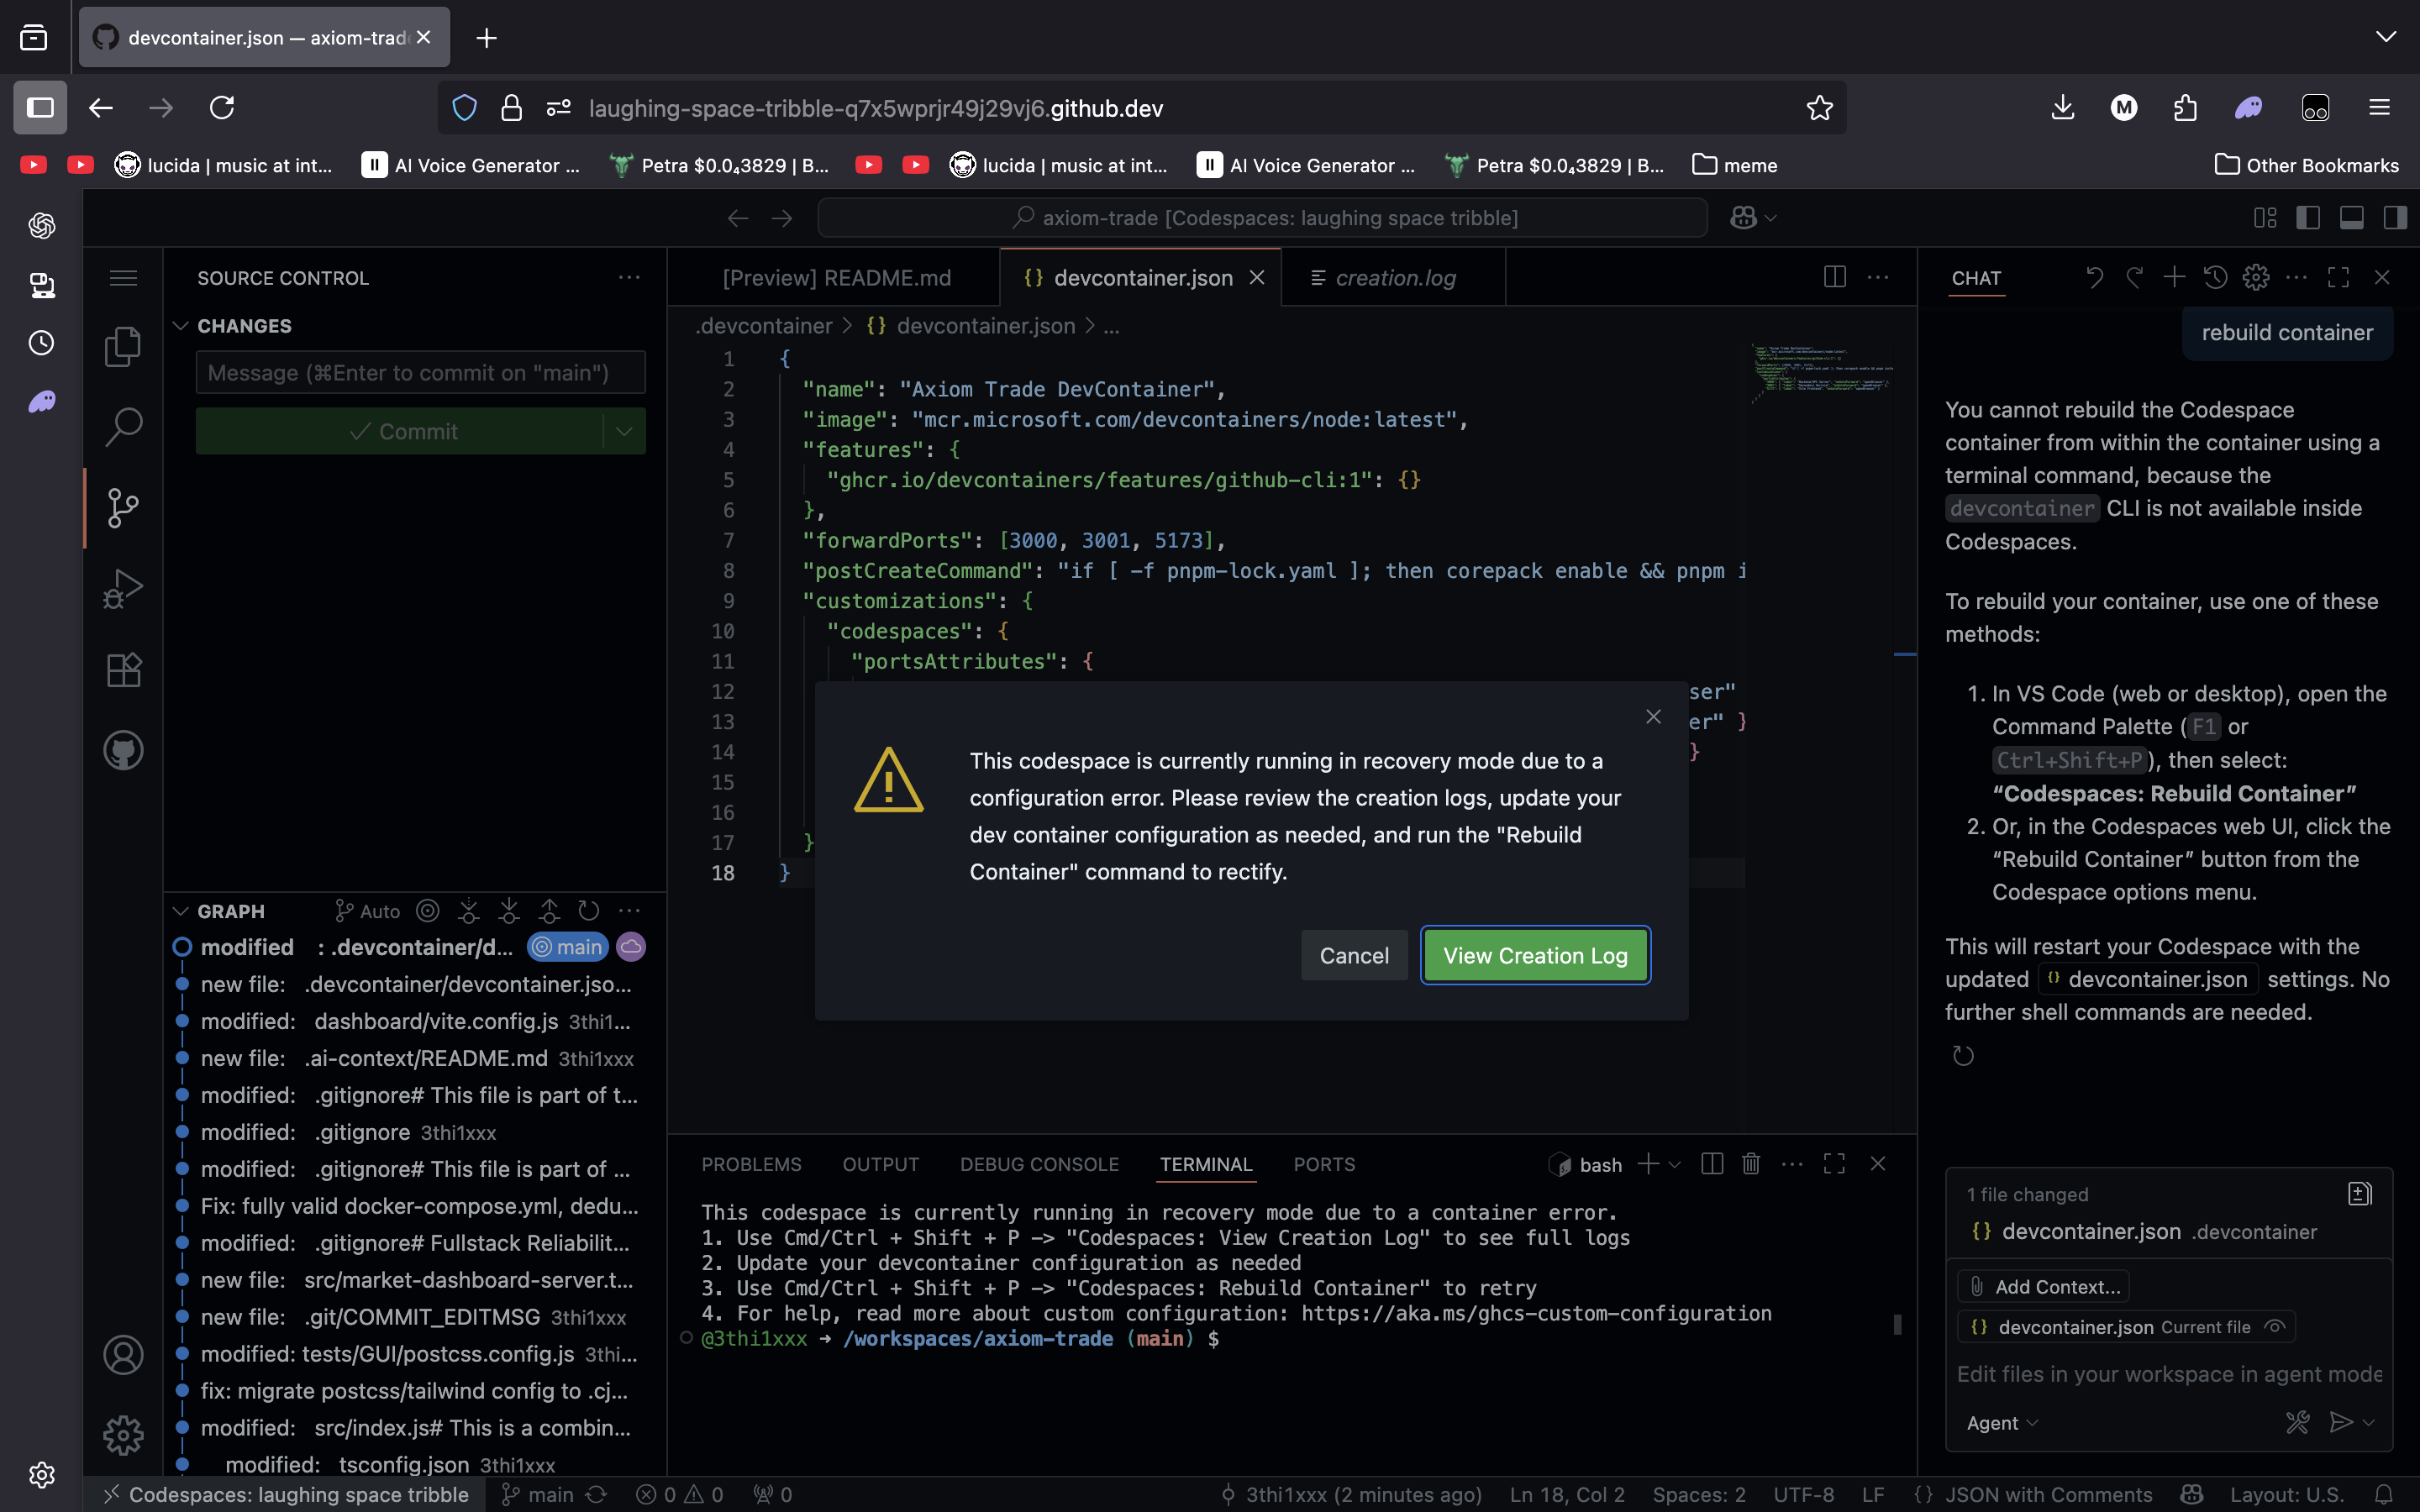 devcontainer.json — axiom-trad
laughing-space-tribble-q7x5wprjr49j29vj6.github.dev
M
lucida | music at int...
AI Voice Generator ...
Petra $0.0₄3829 | B...
lucida | music at int...
AI Voice Generator ...
Petra $0.0₄3829 | B...
meme
Other Bookmarks
axiom-trade [Codespaces: laughing space tribble]
SOURCE CONTROL
CHANGES
Message (⌘Enter to commit on "main")
Commit
[Preview] README.md
devcontainer.json
creation.log
.devcontainer > {} devcontainer.json > ...
1 {
2 "name": "Axiom Trade DevContainer",
3 "image": "mcr.microsoft.com/devcontainers/node:latest",
4 "features": {
5 "ghcr.io/devcontainers/features/github-cli:1": {}
6 },
7 "forwardPorts": [3000, 3001, 5173],
8 "postCreateCommand": "if [ -f pnpm-lock.yaml ]; then corepack enable && pnpm i
9 "customizations": {
10 "codespaces": {
11 "portsAttributes": {
12 ser"
13 er" }
14 }
15
16
17 }
18 }
This codespace is currently running in recovery mode due to a
configuration error. Please review the creation logs, update your
dev container configuration as needed, and run the "Rebuild
Container" command to rectify.
Cancel
View Creation Log
GRAPH
Auto
modified : .devcontainer/d... main
new file: .devcontainer/devcontainer.jso...
modified: dashboard/vite.config.js 3thi1...
new file: .ai-context/README.md 3thi1xxx
modified: .gitignore# This file is part of t...
modified: .gitignore 3thi1xxx
modified: .gitignore# This file is part of ...
Fix: fully valid docker-compose.yml, dedu...
modified: .gitignore# Fullstack Reliabilit...
new file: src/market-dashboard-server.t...
new file: .git/COMMIT_EDITMSG 3thi1xxx
modified: tests/GUI/postcss.config.js 3thi...
fix: migrate postcss/tailwind config to .cj...
modified: src/index.js# This is a combin...
modified: tsconfig.json 3thi1xxx
PROBLEMS
OUTPUT
DEBUG CONSOLE
TERMINAL
PORTS
bash
This codespace is currently running in recovery mode due to a container error.
1. Use Cmd/Ctrl + Shift + P -> "Codespaces: View Creation Log" to see full logs
2. Update your devcontainer configuration as needed
3. Use Cmd/Ctrl + Shift + P -> "Codespaces: Rebuild Container" to retry
4. For help, read more about custom configuration: https://aka.ms/ghcs-custom-configuration
@3thi1xxx ➜ /workspaces/axiom-trade (main) $
CHAT
rebuild container
You cannot rebuild the Codespace
container from within the container using a
terminal command, because the
devcontainer CLI is not available inside
Codespaces.
To rebuild your container, use one of these
methods:
1. In VS Code (web or desktop), open the
Command Palette (F1 or
Ctrl+Shift+P), then select:
“Codespaces: Rebuild Container”
2. Or, in the Codespaces web UI, click the
“Rebuild Container” button from the
Codespace options menu.
This will restart your Codespace with the
updated {} devcontainer.json settings. No
further shell commands are needed.
1 file changed
{} devcontainer.json .devcontainer
Add Context...
{} devcontainer.json Current file
Edit files in your workspace in agent mode
Agent
Codespaces: laughing space tribble
main
0 0
0
3thi1xxx (2 minutes ago)
Ln 18, Col 2
Spaces: 2
UTF-8
LF
{} JSON with Comments
Layout: U.S.